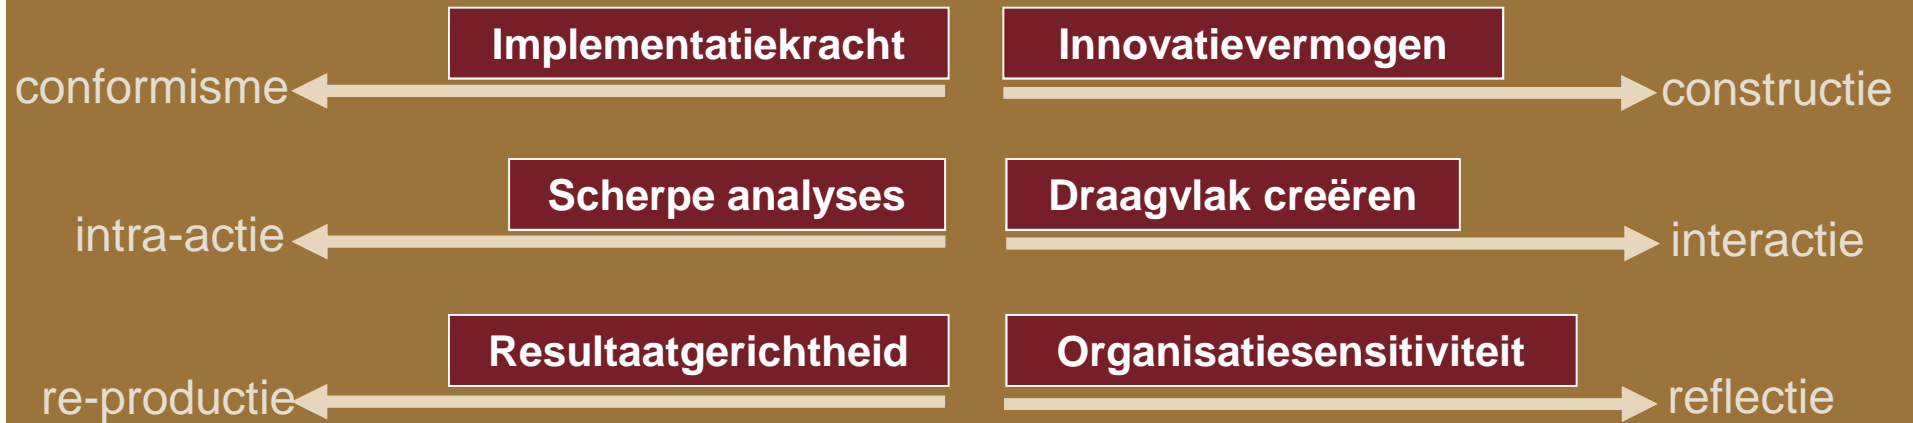 Implementatiekracht Innovatievermogen
conformisme constructie
Scherpe analyses Draagvlak creëren
intra-actie interactie
Resultaatgerichtheid Organisatiesensitiviteit
re-productie reflectie